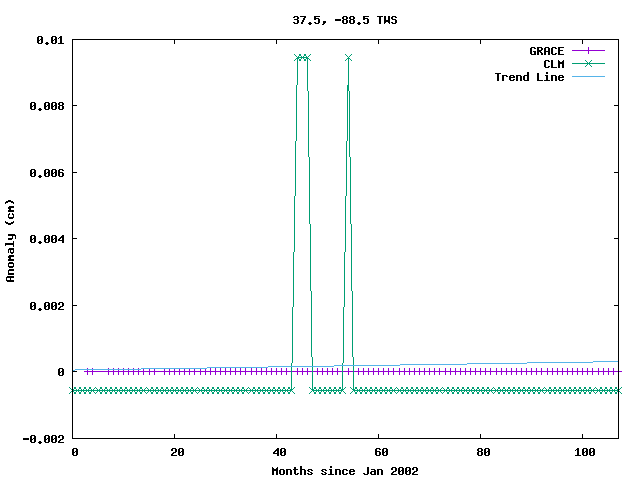 37.5, -88.5 TWS
GRACE
CLM
Trend Line
0.01
0.008
0.006
0.004
0.002
0
-0.002
Anomaly (cm)
0 20 40 60 80 100
Months since Jan 2002